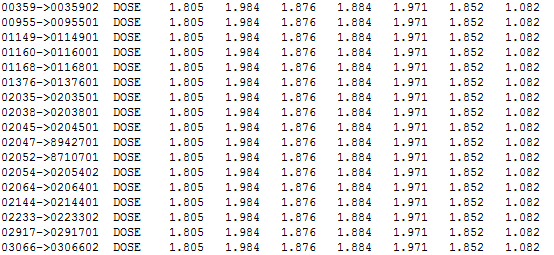 00359->0035902 DOSE 1.805 1.984 1.876 1.884 1.971 1.852 1.082
00955->0095501 DOSE 1.805 1.984 1.876 1.884 1.971 1.852 1.082
01149->0114901 DOSE 1.805 1.984 1.876 1.884 1.971 1.852 1.082
01160->0116001 DOSE 1.805 1.984 1.876 1.884 1.971 1.852 1.082
01168->0116801 DOSE 1.805 1.984 1.876 1.884 1.971 1.852 1.082
01376->0137601 DOSE 1.805 1.984 1.876 1.884 1.971 1.852 1.082
02035->0203501 DOSE 1.805 1.984 1.876 1.884 1.971 1.852 1.082
02038->0203801 DOSE 1.805 1.984 1.876 1.884 1.971 1.852 1.082
02045->0204501 DOSE 1.805 1.984 1.876 1.884 1.971 1.852 1.082
02047->8942701 DOSE 1.805 1.984 1.876 1.884 1.971 1.852 1.082
02052->8710701 DOSE 1.805 1.984 1.876 1.884 1.971 1.852 1.082
02054->0205402 DOSE 1.805 1.984 1.876 1.884 1.971 1.852 1.082
02064->0206401 DOSE 1.805 1.984 1.876 1.884 1.971 1.852 1.082
02144->0214401 DOSE 1.805 1.984 1.876 1.884 1.971 1.852 1.082
02233->0223302 DOSE 1.805 1.984 1.876 1.884 1.971 1.852 1.082
02917->0291701 DOSE 1.805 1.984 1.876 1.884 1.971 1.852 1.082
03066->0306602 DOSE 1.805 1.984 1.876 1.884 1.971 1.852 1.082